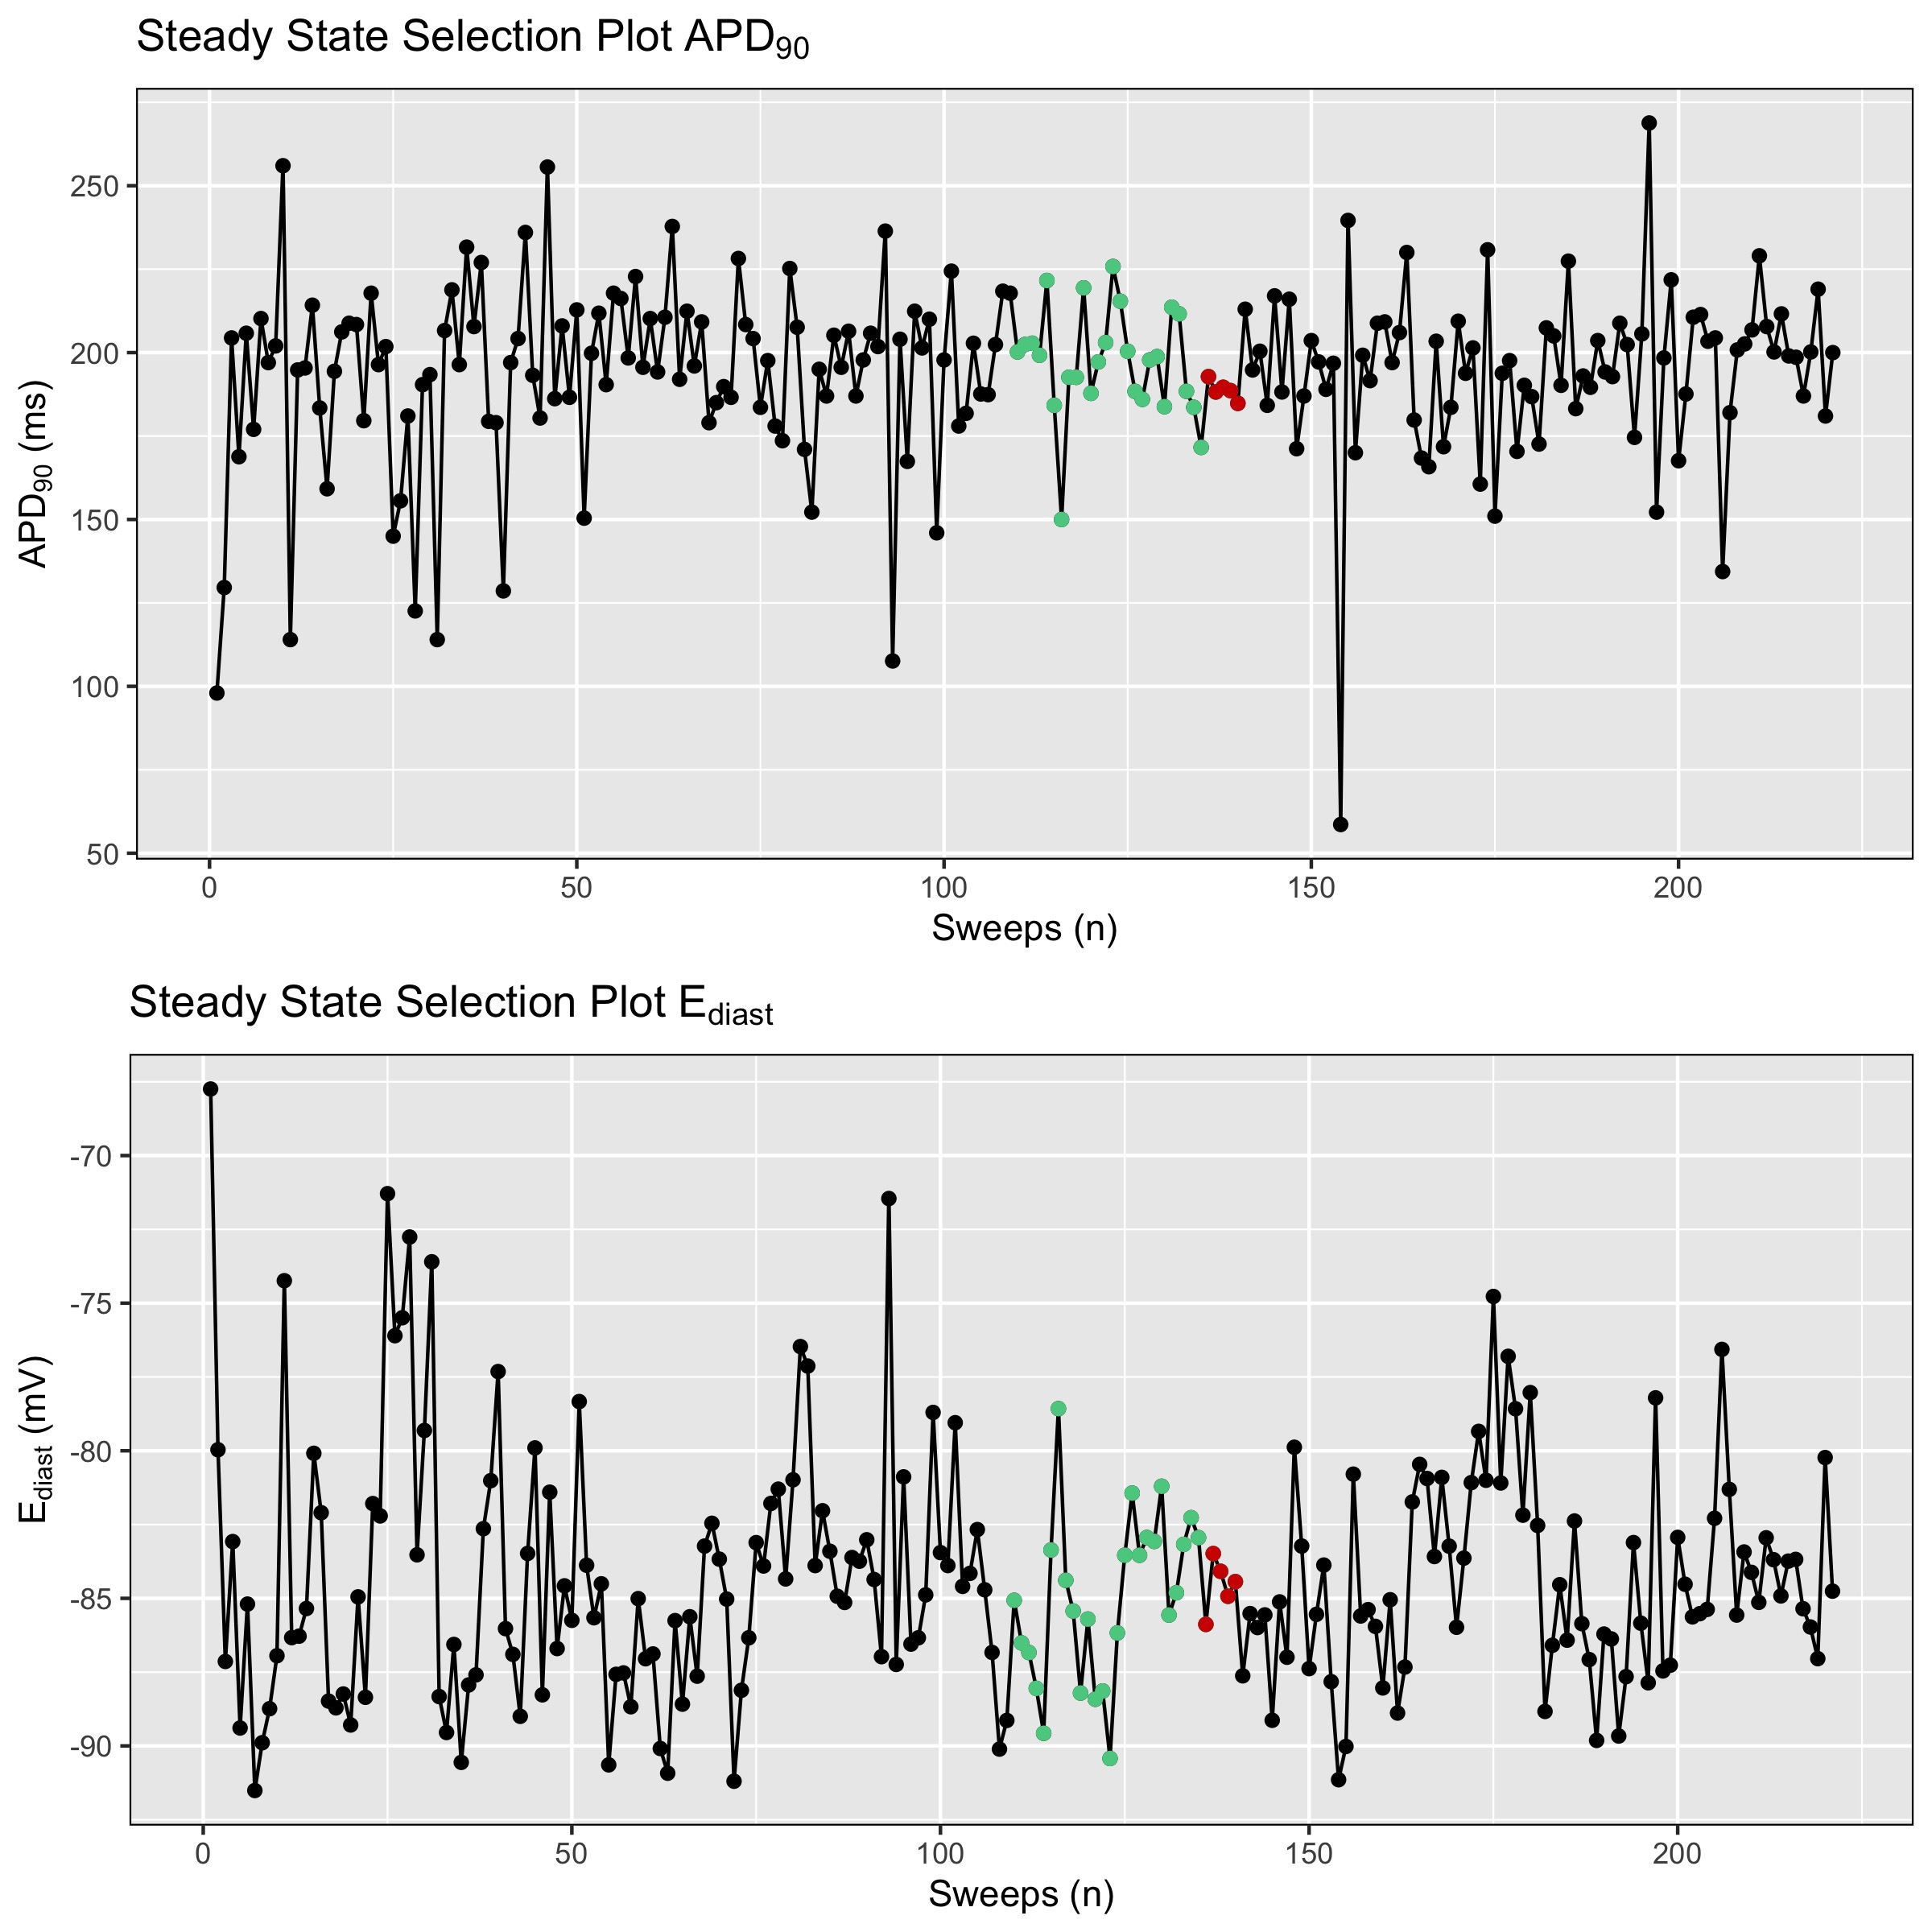 Steady State Selection Plot APD90
250
200
150
100
50
APD90 (ms)
0 50 100 150 200
Sweeps (n)
Steady State Selection Plot Ediast
-70
-75
-80
-85
-90
Ediast (mV)
0 50 100 150 200
Sweeps (n)